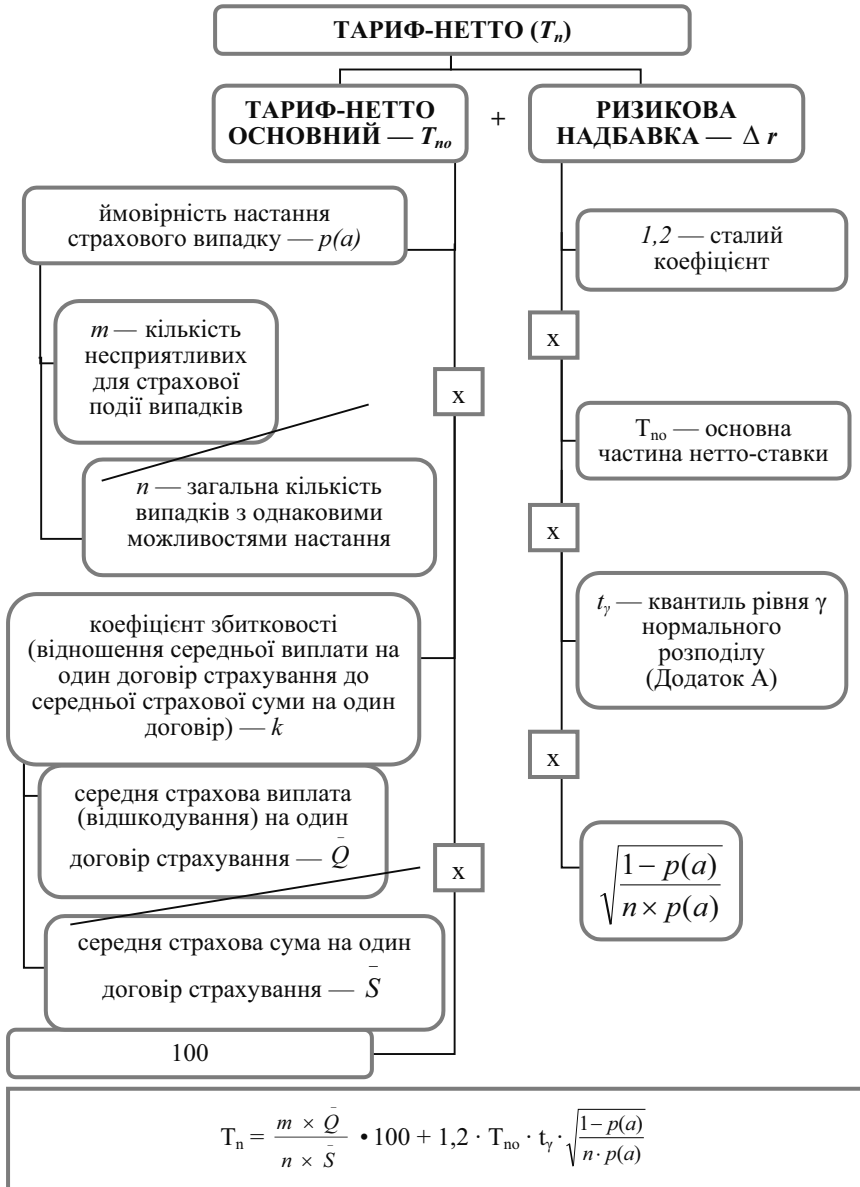 ТАРИФ-НЕТТО (Tn)
ТАРИФ-НЕТТО
ОСНОВНИЙ — Tno
+
РИЗИКОВА
НАДБАВКА — Δ r
ймовірність настання
страхового випадку — p(a)
m — кількість
несприятливих
для страхової
події випадків
x
n — загальна кількість
випадків з однаковими
можливостями настання
коефіцієнт збитковості
(відношення середньої виплати на
один договір страхування до
середньої страхової суми на один
договір) — k
середня страхова виплата
(відшкодування) на один
договір страхування — Q̄
x
середня страхова сума на один
договір страхування — S̄
100
1,2 — сталий
коефіцієнт
x
Tno — основна
частина нетто-ставки
x
tγ — квантиль рівня γ
нормального
розподілу
(Додаток А)
x
√((1 − p(a)) / (n × p(a)))
Tn = (m × Q̄) / (n × S̄) • 100 + 1,2 · Tno · tγ · √((1 − p(a)) / (n · p(a)))